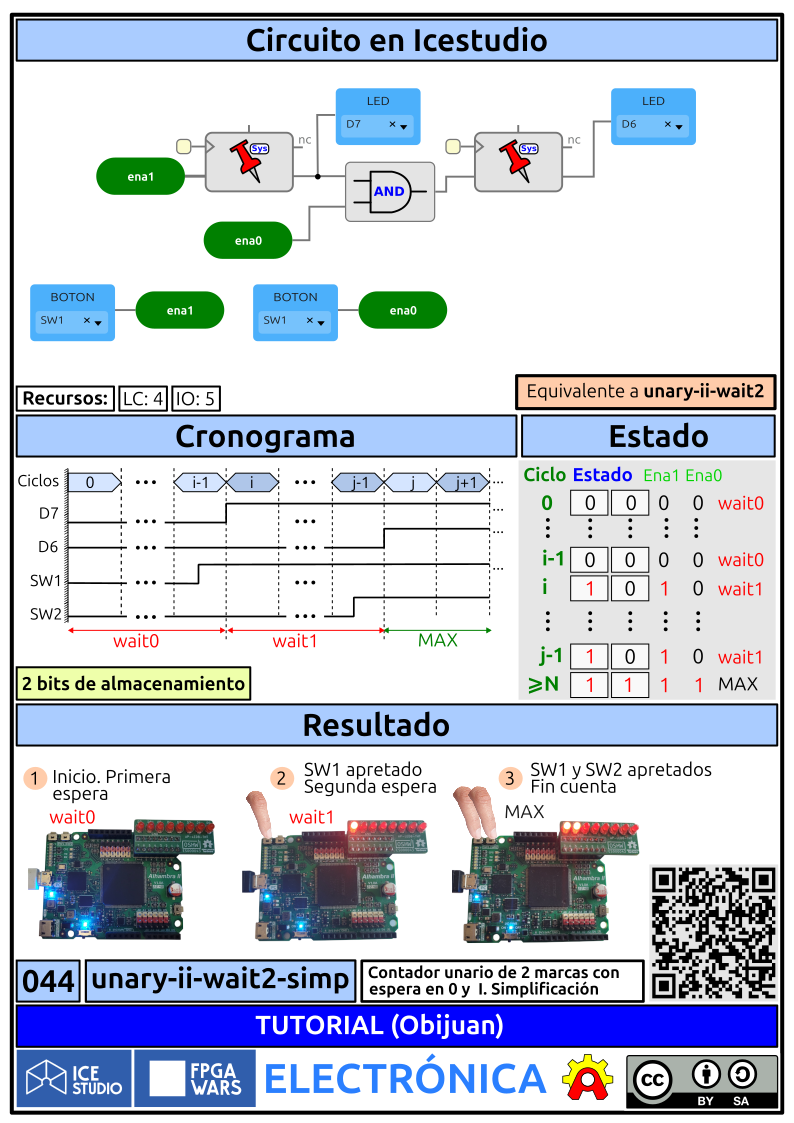 Circuito en Icestudio
LED
D7
LED
D6
Sys
nc
Sys
nc
ena1
AND
ena0
BOTON
SW1
ena1
BOTON
SW1
ena0
Recursos: LC: 4 IO: 5
Equivalente a unary-ii-wait2
Cronograma
Estado
Ciclos 0 ••• i-1 i ••• j-1 j j+1 ...
D7 ••• ••• ...
D6 ••• ••• ...
SW1 ••• ••• ...
SW2 ••• •••
wait0 wait1 MAX
2 bits de almacenamiento
Ciclo Estado Ena1 Ena0
0 0 0 0 0 wait0
i-1 0 0 0 0 wait0
i 1 0 1 0 wait1
j-1 1 0 1 0 wait1
⩾N 1 1 1 1 MAX
Resultado
1 Inicio. Primera
espera
wait0
2 SW1 apretado
Segunda espera
wait1
3 SW1 y SW2 apretados
Fin cuenta
MAX
Alhambra II
Alhambra II
Alhambra II
044
unary-ii-wait2-simp
Contador unario de 2 marcas con
espera en 0 y I. Simplificación
TUTORIAL (Obijuan)
ICE
STUDIO
FPGA
WARS
ELECTRÓNICA
cc
BY SA